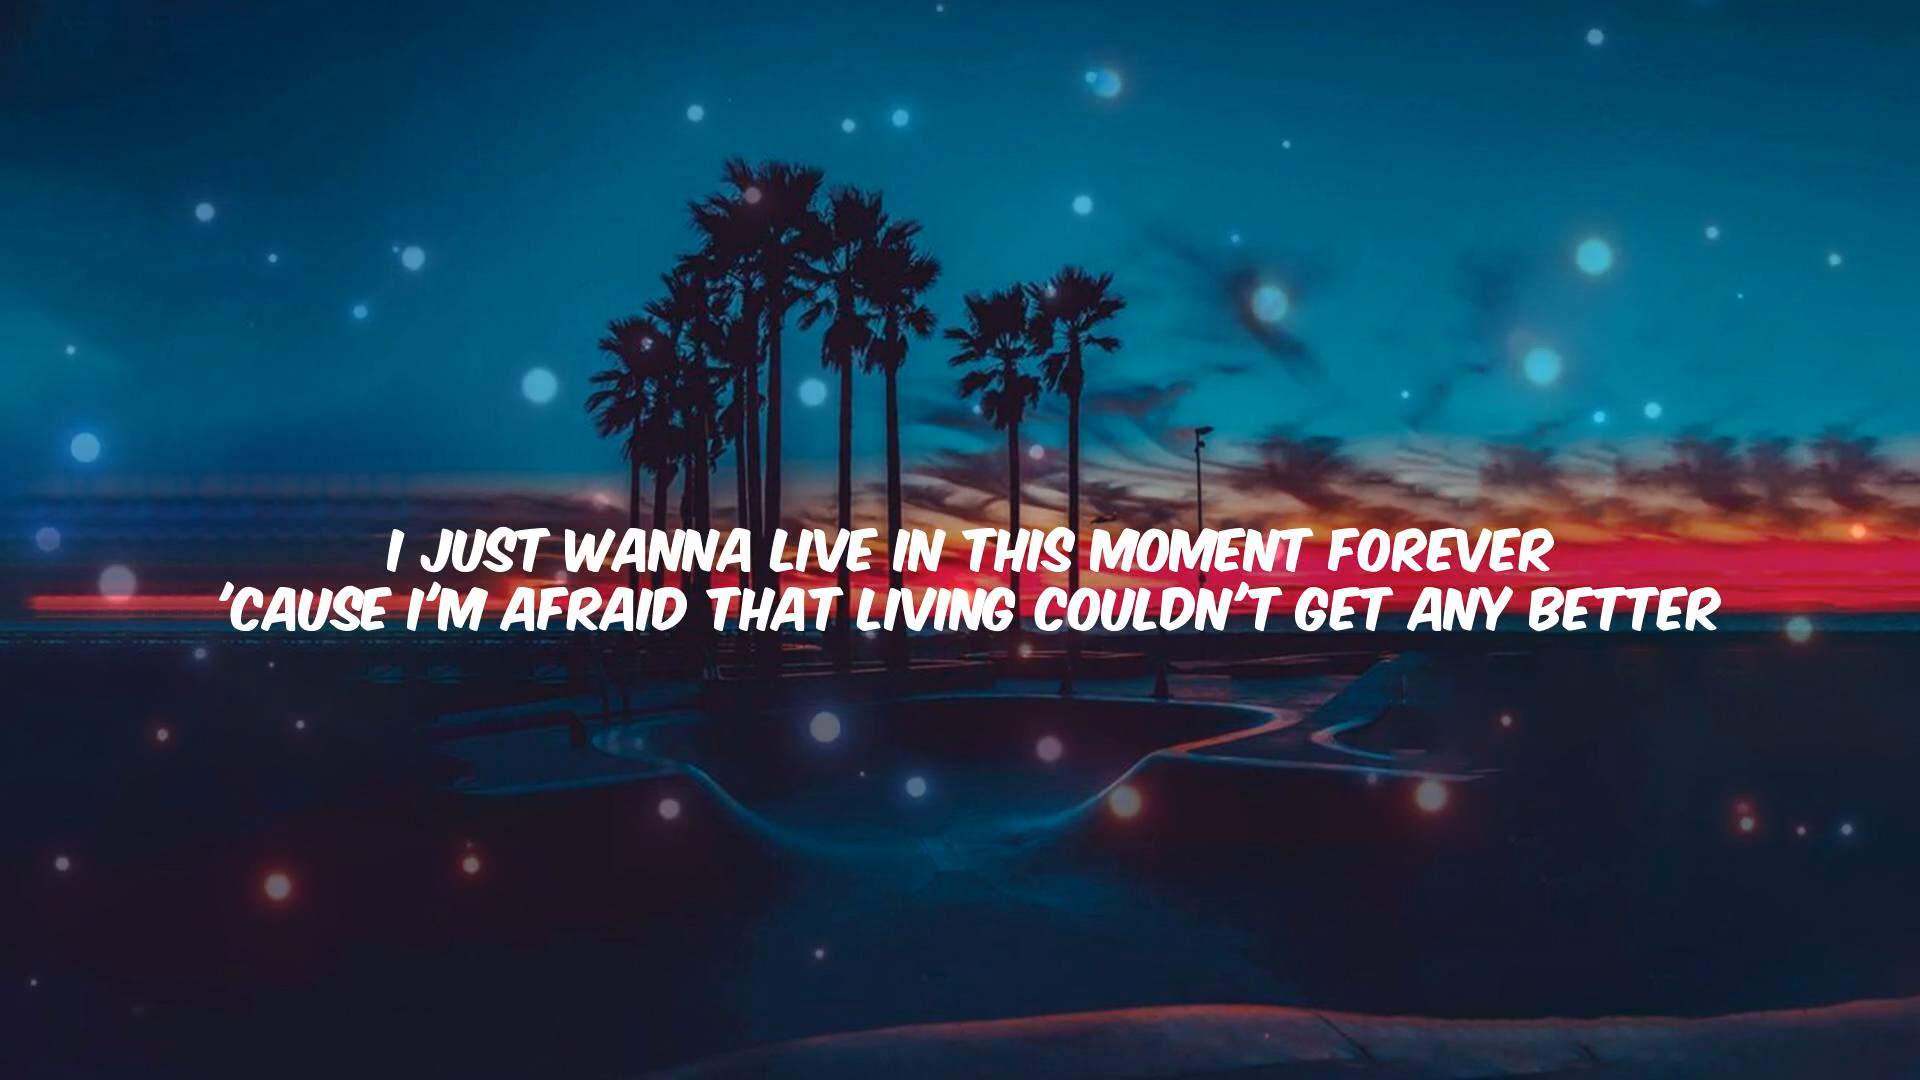 I JUST WANNA LIVE IN THIS MOMENT FOREVER
'CAUSE I'M AFRAID THAT LIVING COULDN'T GET ANY BETTER